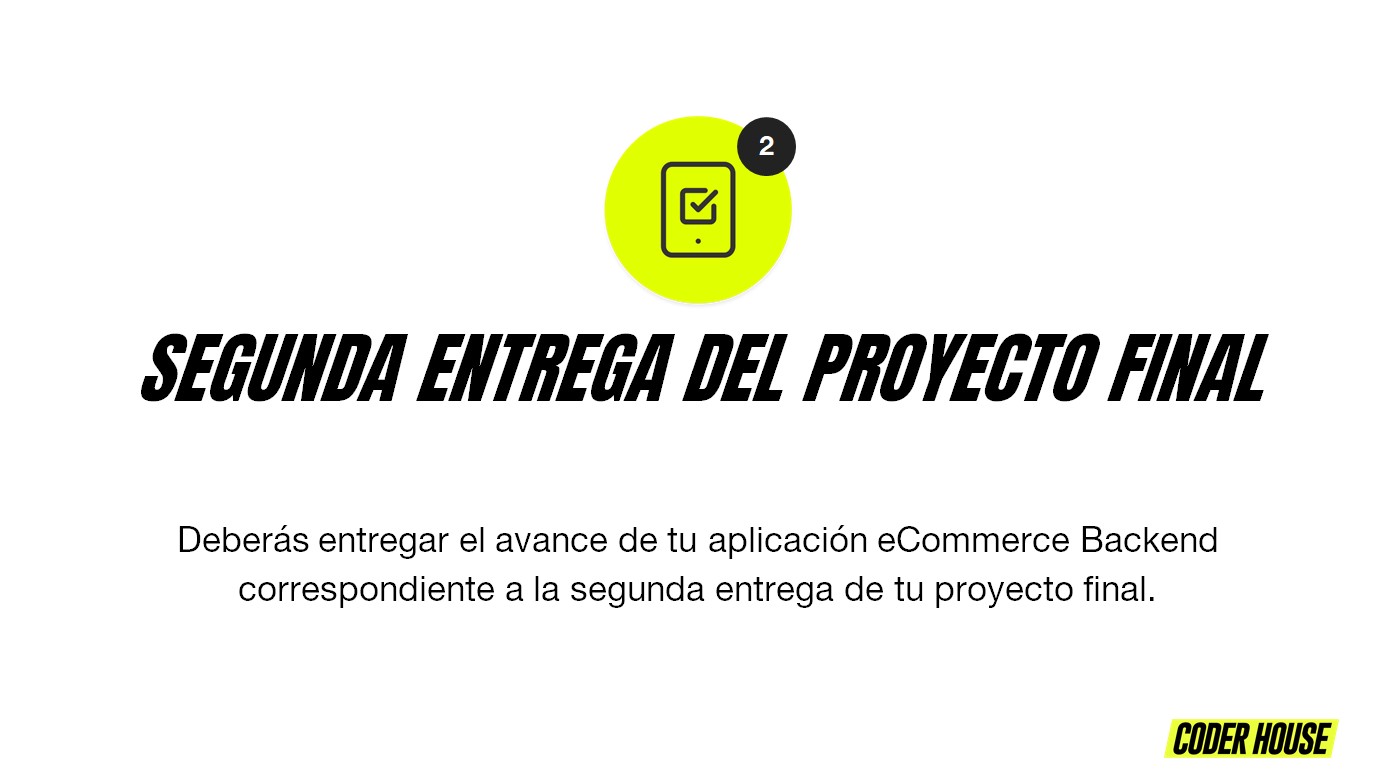 2
SEGUNDA ENTREGA DEL PROYECTO FINAL
Deberás entregar el avance de tu aplicación eCommerce Backend
correspondiente a la segunda entrega de tu proyecto final.
CODER HOUSE